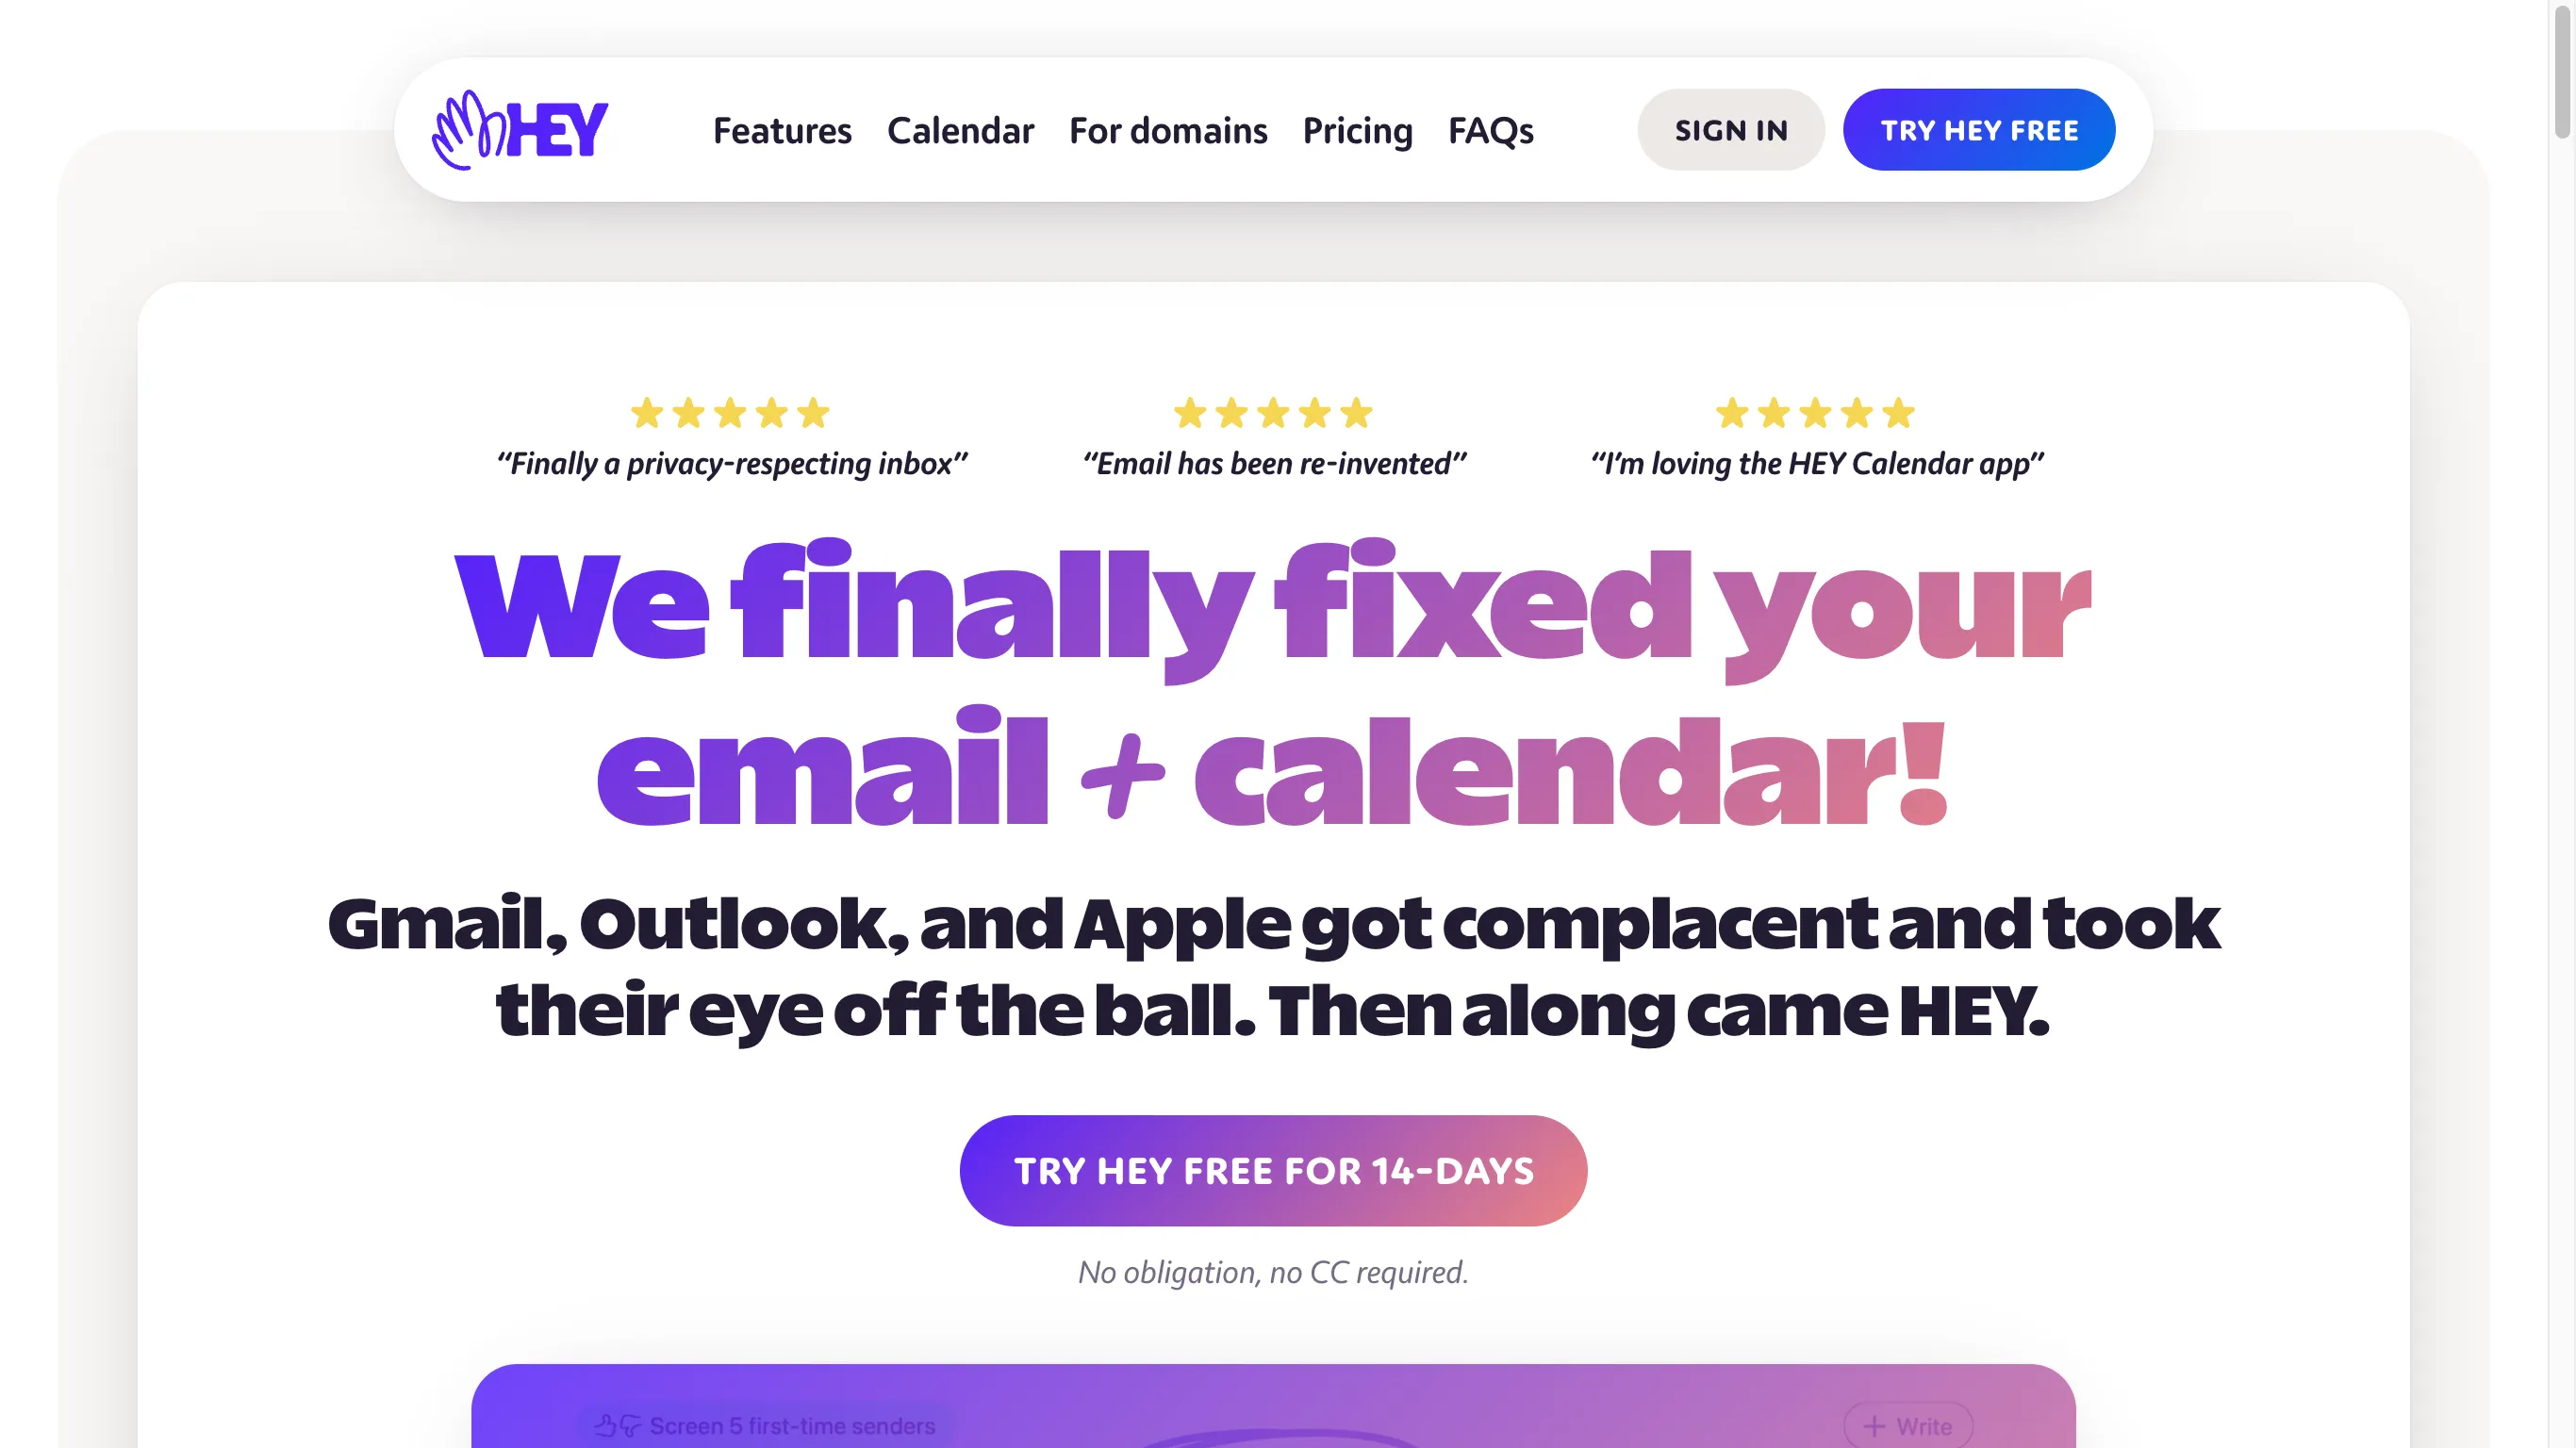 HEY
Features
Calendar
For domains
Pricing
FAQs
SIGN IN
TRY HEY FREE
“Finally a privacy-respecting inbox”
“Email has been re-invented”
“I’m loving the HEY Calendar app”
We finally fixed your
email + calendar!
Gmail, Outlook, and Apple got complacent and took
their eye off the ball. Then along came HEY.
TRY HEY FREE FOR 14-DAYS
No obligation, no CC required.
Screen 5 first-time senders
+ Write